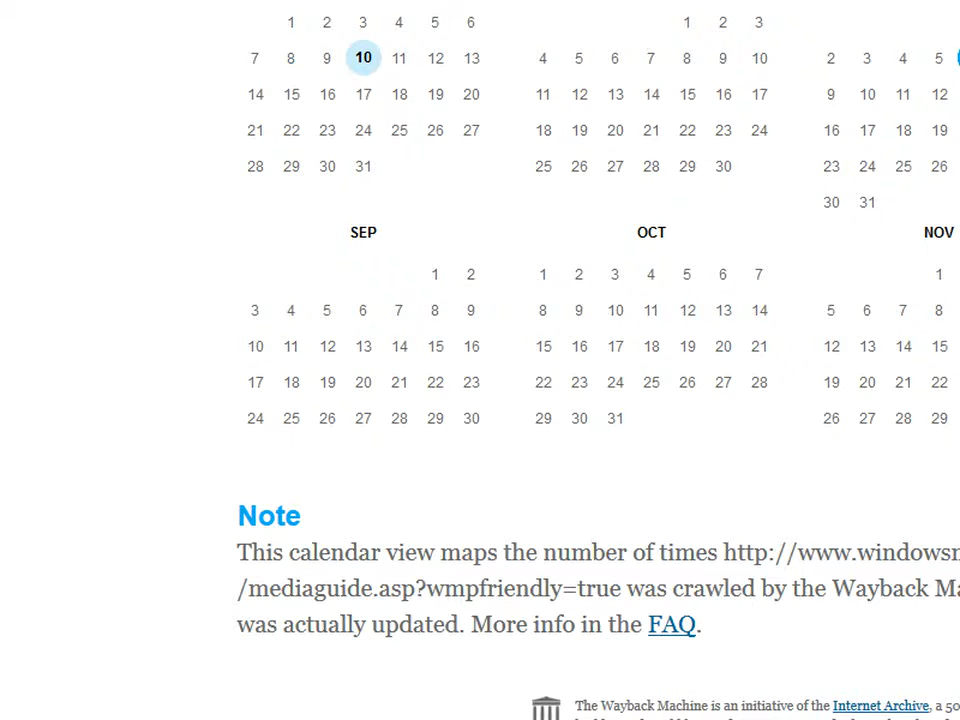 1 2 3 4 5 6
7 8 9 10 11 12 13
14 15 16 17 18 19 20
21 22 23 24 25 26 27
28 29 30 31
1 2 3
4 5 6 7 8 9 10
11 12 13 14 15 16 17
18 19 20 21 22 23 24
25 26 27 28 29 30
2 3 4 5
9 10 11 12
16 17 18 19
23 24 25 26
30 31
SEP
1 2
3 4 5 6 7 8 9
10 11 12 13 14 15 16
17 18 19 20 21 22 23
24 25 26 27 28 29 30
OCT
1 2 3 4 5 6 7
8 9 10 11 12 13 14
15 16 17 18 19 20 21
22 23 24 25 26 27 28
29 30 31
NOV
1
5 6 7 8
12 13 14 15
19 20 21 22
26 27 28 29
Note
This calendar view maps the number of times http://www.windows
/mediaguide.asp?wmpfriendly=true was crawled by the Wayback Ma
was actually updated. More info in the FAQ.
The Wayback Machine is an initiative of the Internet Archive, a 50